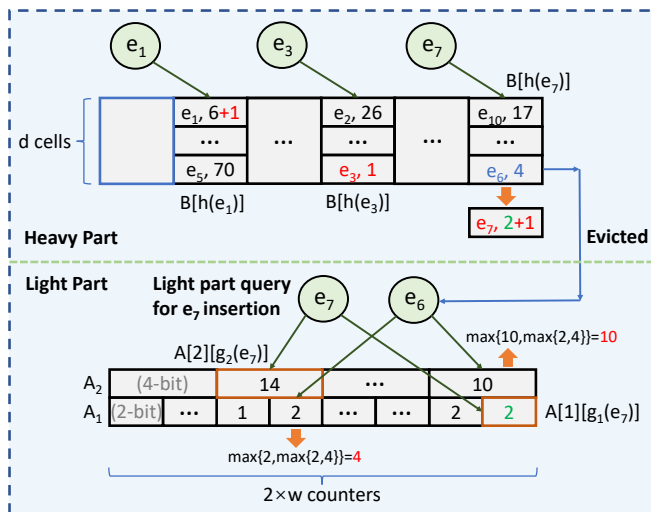 e1 e3 e7
B[h(e7)]
e1, 6+1 e2, 26 e10, 17
... ... ... ... ...
d cells
e5, 70 e3, 1 e6, 4
B[h(e1)] B[h(e3)]
e7, 2+1
Heavy Part Evicted
Light Part Light part query
for e7 insertion
e7 e6
max{10,max{2,4}}=10
A[2][g2(e7)]
A2 (4-bit) 14 ... 10
A1 (2-bit) ... 1 2 ... ... 2 2 A[1][g1(e7)]
max{2,max{2,4}}=4
2×w counters